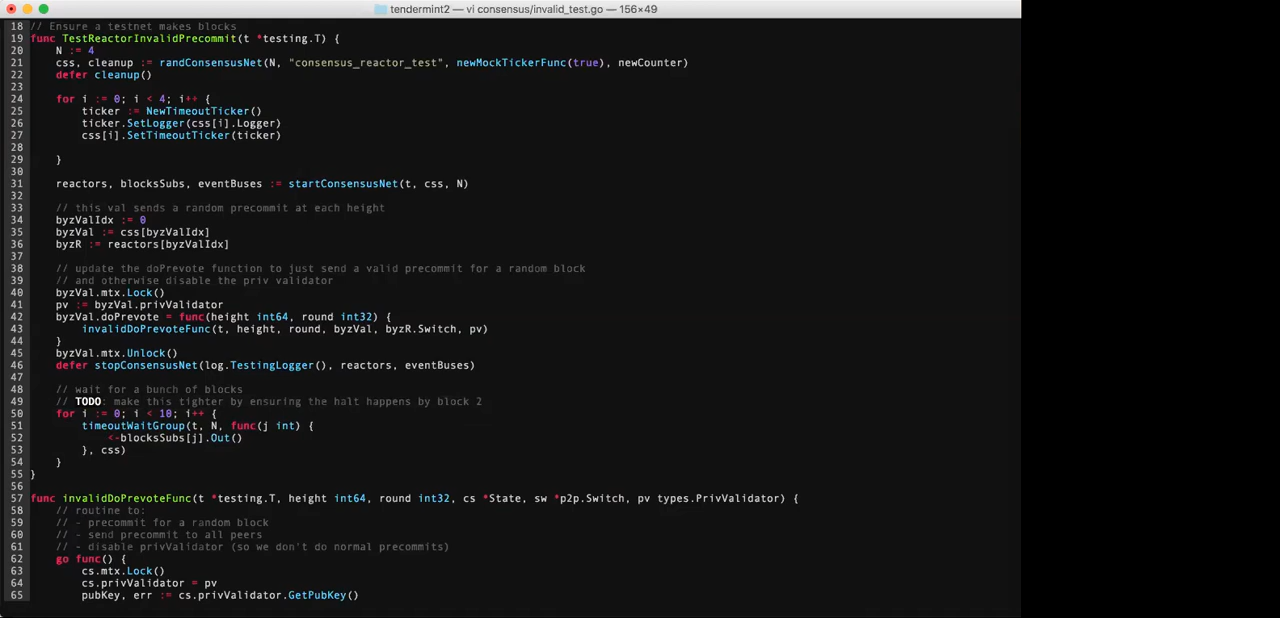 tendermint2 — vi consensus/invalid_test.go — 156×49
18 // Ensure a testnet makes blocks
19 func TestReactorInvalidPrecommit(t *testing.T) {
20     N := 4
21     css, cleanup := randConsensusNet(N, "consensus_reactor_test", newMockTickerFunc(true), newCounter)
22     defer cleanup()
23
24     for i := 0; i < 4; i++ {
25         ticker := NewTimeoutTicker()
26         ticker.SetLogger(css[i].Logger)
27         css[i].SetTimeoutTicker(ticker)
28
29     }
30
31     reactors, blocksSubs, eventBuses := startConsensusNet(t, css, N)
32
33     // this val sends a random precommit at each height
34     byzValIdx := 0
35     byzVal := css[byzValIdx]
36     byzR := reactors[byzValIdx]
37
38     // update the doPrevote function to just send a valid precommit for a random block
39     // and otherwise disable the priv validator
40     byzVal.mtx.Lock()
41     pv := byzVal.privValidator
42     byzVal.doPrevote = func(height int64, round int32) {
43         invalidDoPrevoteFunc(t, height, round, byzVal, byzR.Switch, pv)
44     }
45     byzVal.mtx.Unlock()
46     defer stopConsensusNet(log.TestingLogger(), reactors, eventBuses)
47
48     // wait for a bunch of blocks
49     // TODO: make this tighter by ensuring the halt happens by block 2
50     for i := 0; i < 10; i++ {
51         timeoutWaitGroup(t, N, func(j int) {
52             <-blocksSubs[j].Out()
53         }, css)
54     }
55 }
56
57 func invalidDoPrevoteFunc(t *testing.T, height int64, round int32, cs *State, sw *p2p.Switch, pv types.PrivValidator) {
58     // routine to:
59     // - precommit for a random block
60     // - send precommit to all peers
61     // - disable privValidator (so we don't do normal precommits)
62     go func() {
63         cs.mtx.Lock()
64         cs.privValidator = pv
65         pubKey, err := cs.privValidator.GetPubKey()